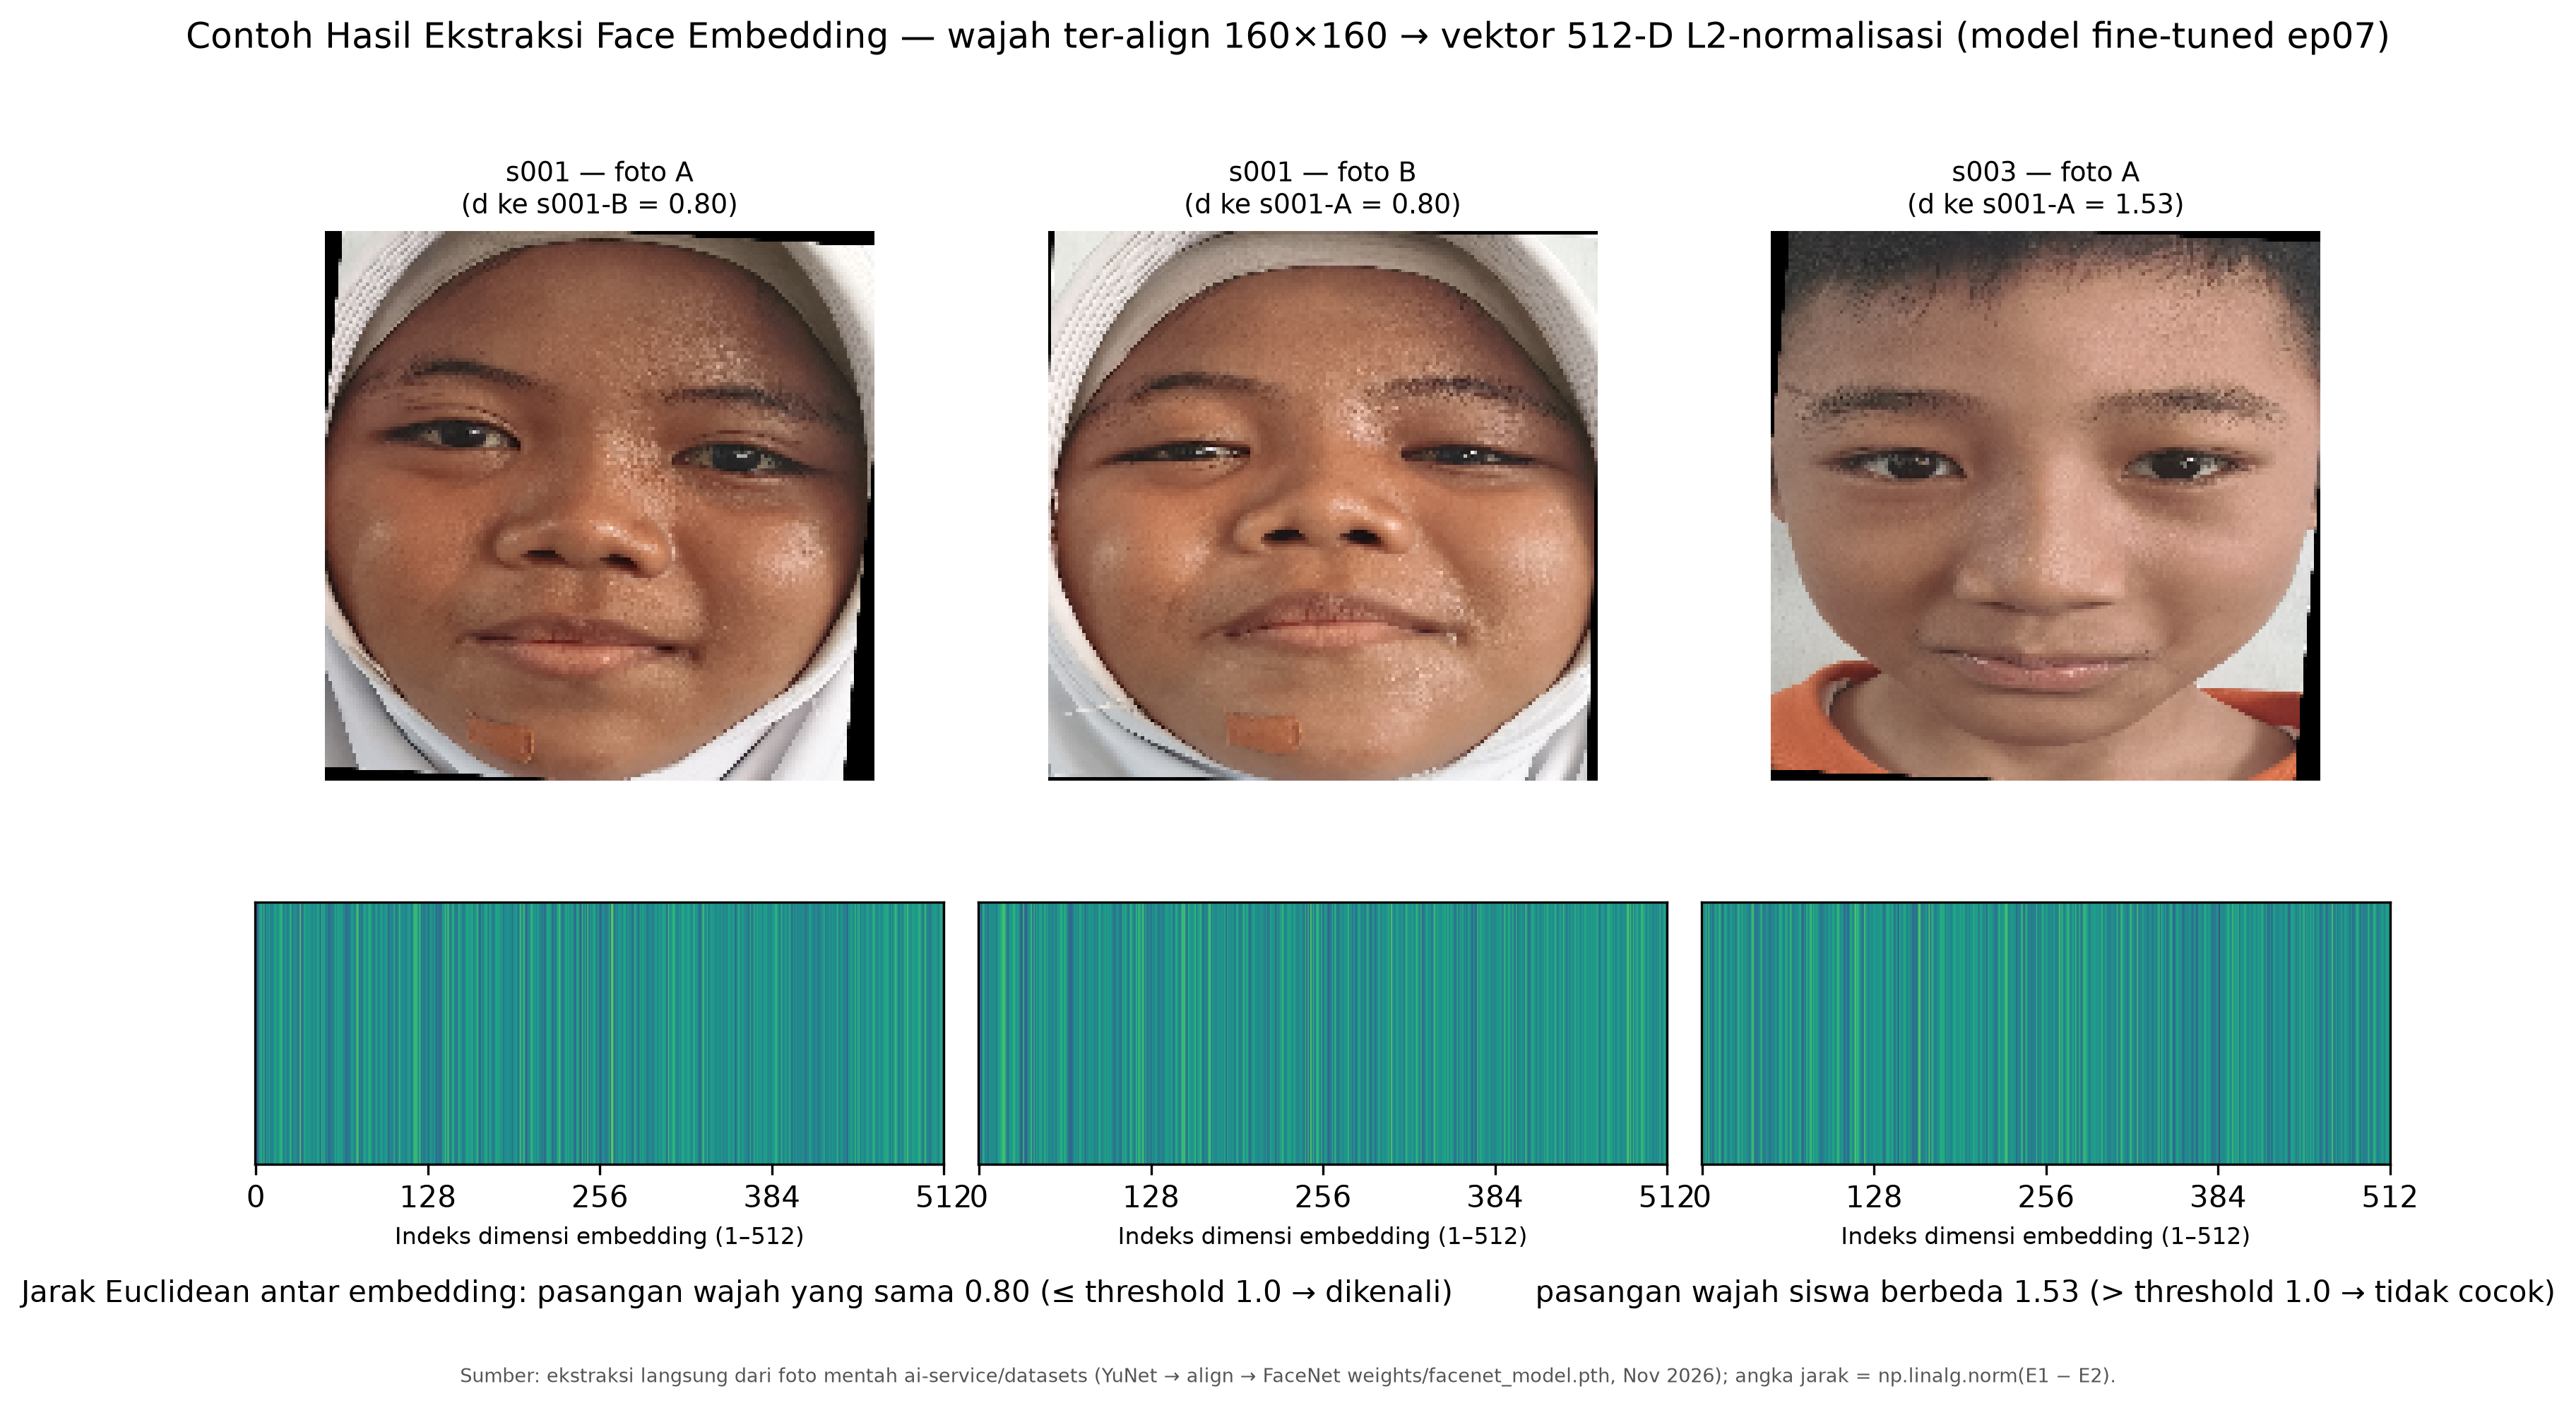 Contoh Hasil Ekstraksi Face Embedding — wajah ter-align 160×160 → vektor 512-D L2-normalisasi (model fine-tuned ep07)
s001 — foto A
(d ke s001-B = 0.80)
s001 — foto B
(d ke s001-A = 0.80)
s003 — foto A
(d ke s001-A = 1.53)
0 128 256 384 512
Indeks dimensi embedding (1–512)
0 128 256 384 512
Indeks dimensi embedding (1–512)
0 128 256 384 512
Indeks dimensi embedding (1–512)
Jarak Euclidean antar embedding: pasangan wajah yang sama 0.80 (≤ threshold 1.0 → dikenali) pasangan wajah siswa berbeda 1.53 (> threshold 1.0 → tidak cocok)
Sumber: ekstraksi langsung dari foto mentah ai-service/datasets (YuNet → align → FaceNet weights/facenet_model.pth, Nov 2026); angka jarak = np.linalg.norm(E1 − E2).